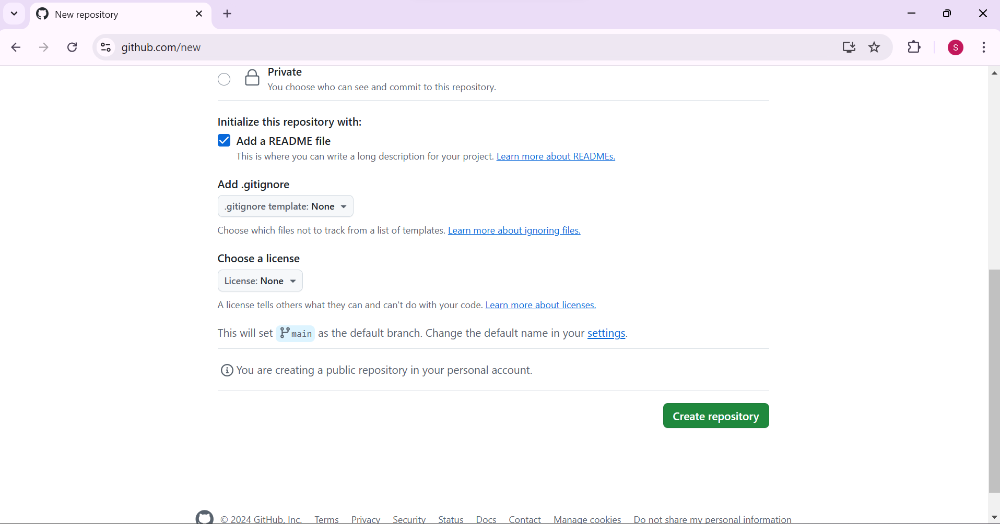 New repository
github.com/new
S
Private
You choose who can see and commit to this repository.
Initialize this repository with:
Add a README file
This is where you can write a long description for your project. Learn more about READMEs.
Add .gitignore
.gitignore template: None
Choose which files not to track from a list of templates. Learn more about ignoring files.
Choose a license
License: None
A license tells others what they can and can't do with your code. Learn more about licenses.
This will set main as the default branch. Change the default name in your settings.
You are creating a public repository in your personal account.
Create repository
© 2024 GitHub, Inc. Terms Privacy Security Status Docs Contact Manage cookies Do not share my personal information